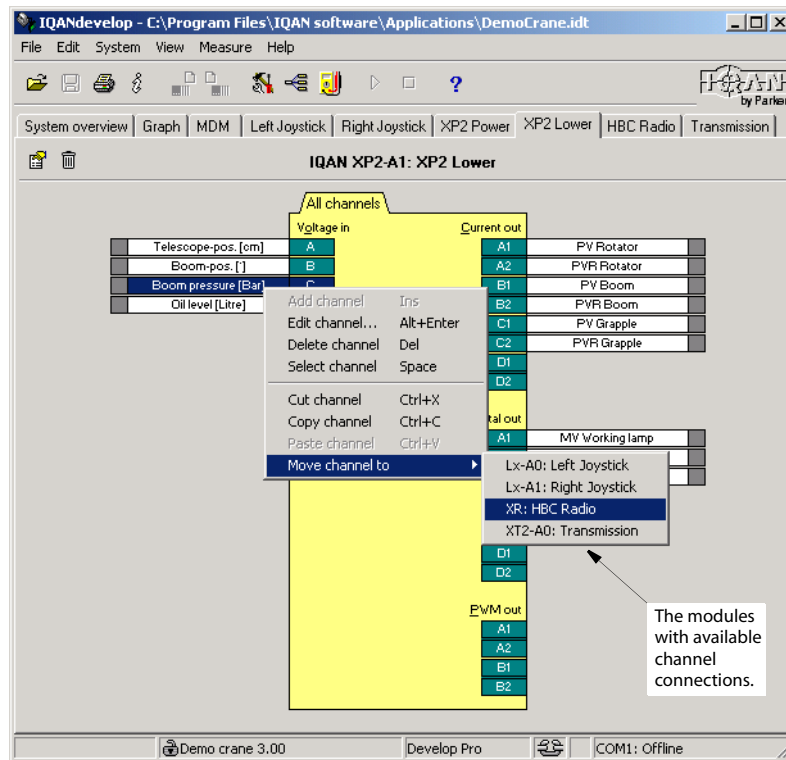 IQANdevelop - C:\Program Files\IQAN software\Applications\DemoCrane.idt
File Edit System View Measure Help
?
IQAN
by Parker
System overview Graph MDM Left Joystick Right Joystick XP2 Power XP2 Lower HBC Radio Transmission
IQAN XP2-A1: XP2 Lower
All channels
Voltage in Current out
Telescope-pos. [cm] A A1 PV Rotator
Boom-pos. [°] B A2 PVR Rotator
Boom pressure [Bar] C B1 PV Boom
Oil level [Litre] B2 PVR Boom
C1 PV Grapple
C2 PVR Grapple
D1
D2
Add channel Ins
Edit channel... Alt+Enter
Delete channel Del
Select channel Space
Cut channel Ctrl+X
Copy channel Ctrl+C
Paste channel Ctrl+V
Move channel to
tal out
A1 MV Working lamp
Lx-A0: Left Joystick
Lx-A1: Right Joystick
XR: HBC Radio
XT2-A0: Transmission
D1
D2
PWM out
A1
A2
B1
B2
The modules
with available
channel
connections.
Demo crane 3.00 Develop Pro COM1: Offline